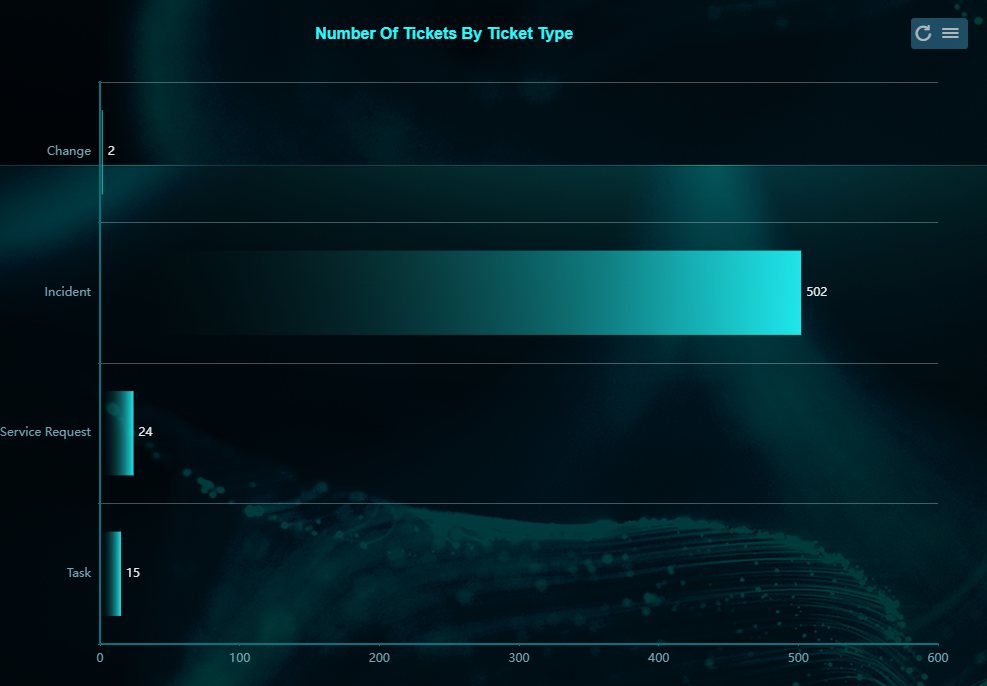 Number Of Tickets By Ticket Type
Change 2
Incident 502
Service Request 24
Task 15
0 100 200 300 400 500 600